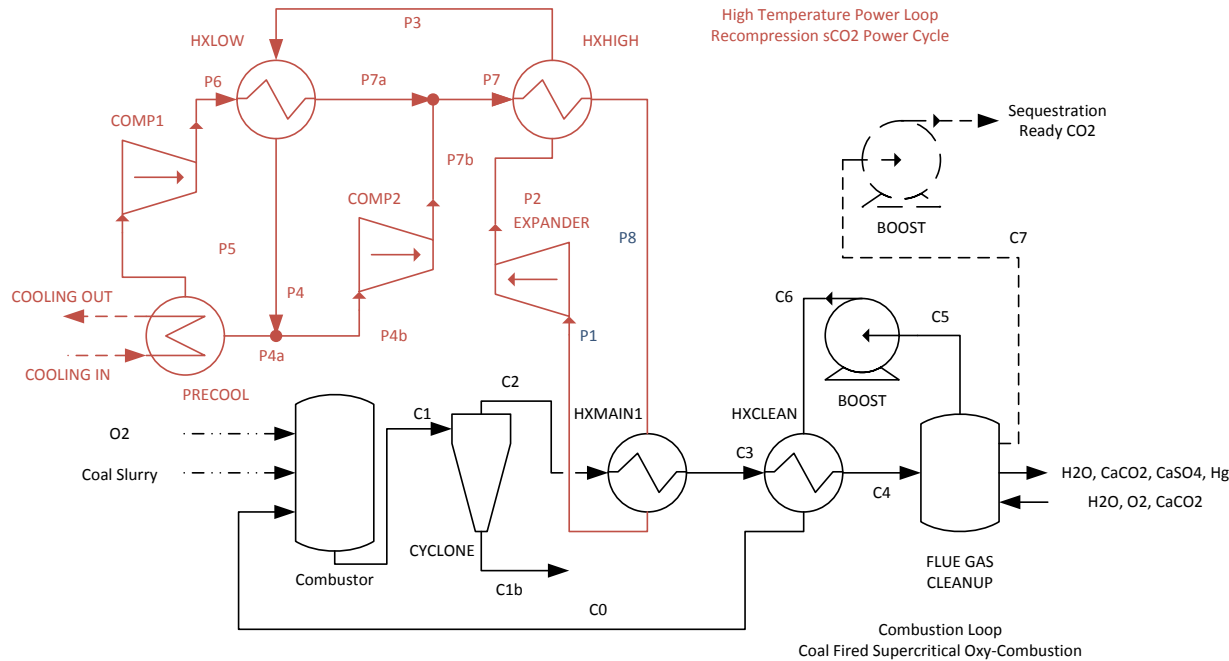 P3
High Temperature Power Loop
Recompression sCO2 Power Cycle
HXLOW
HXHIGH
P6
P7a
P7
COMP1
Sequestration
Ready CO2
P7b
COMP2
P2
EXPANDER
BOOST
P5
P8
C7
COOLING OUT
P4
C6
C5
P4b
P1
P4a
COOLING IN
PRECOOL
C2
BOOST
C1
HXMAIN1
HXCLEAN
O2
C3
Coal Slurry
C4
H2O, CaCO2, CaSO4, Hg
H2O, O2, CaCO2
CYCLONE
FLUE GAS
CLEANUP
Combustor
C1b
C0
Combustion Loop
Coal Fired Supercritical Oxy-Combustion